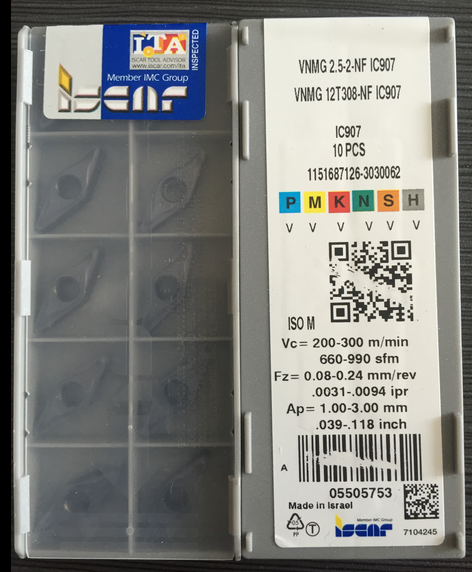 ITA
ISCAR TOOL ADVISOR
www.iscar.com/ita
INSPECTED
Member IMC Group
iscar
VNMG 2.5-2-NF IC907
VNMG 12T308-NF IC907
IC907
10 PCS
1151687126-3030062
P M K N S H
V V V V V V
ISO M
Vc= 200-300 m/min
660-990 sfm
Fz= 0.08-0.24 mm/rev
.0031-.0094 ipr
Ap= 1.00-3.00 mm
.039-.118 inch
A
05505753
Made in Israel
05
PP
T
Member IMC Group
iscar
7104245